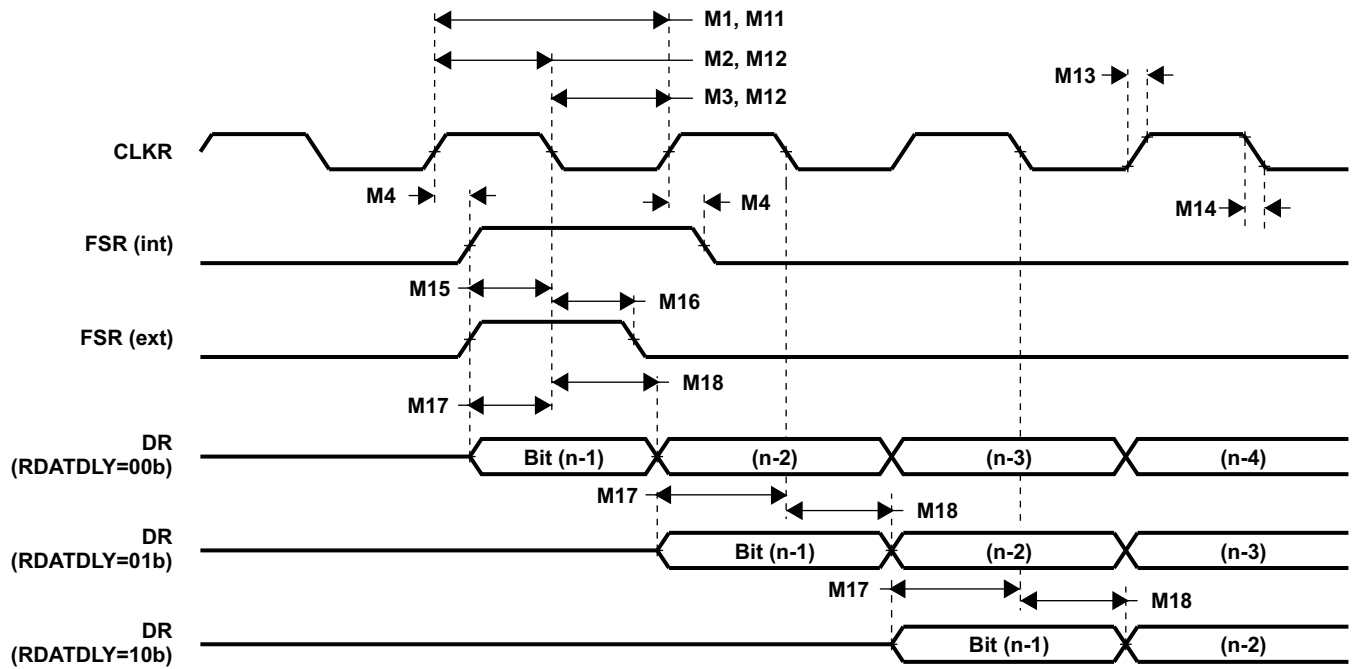 M1, M11
M2, M12
M3, M12
M13
CLKR
M4
M4
M14
FSR (int)
M15
M16
FSR (ext)
M18
M17
DR
(RDATDLY=00b)
Bit (n-1)
(n-2)
(n-3)
(n-4)
M17
M18
DR
(RDATDLY=01b)
Bit (n-1)
(n-2)
(n-3)
M17
M18
DR
(RDATDLY=10b)
Bit (n-1)
(n-2)